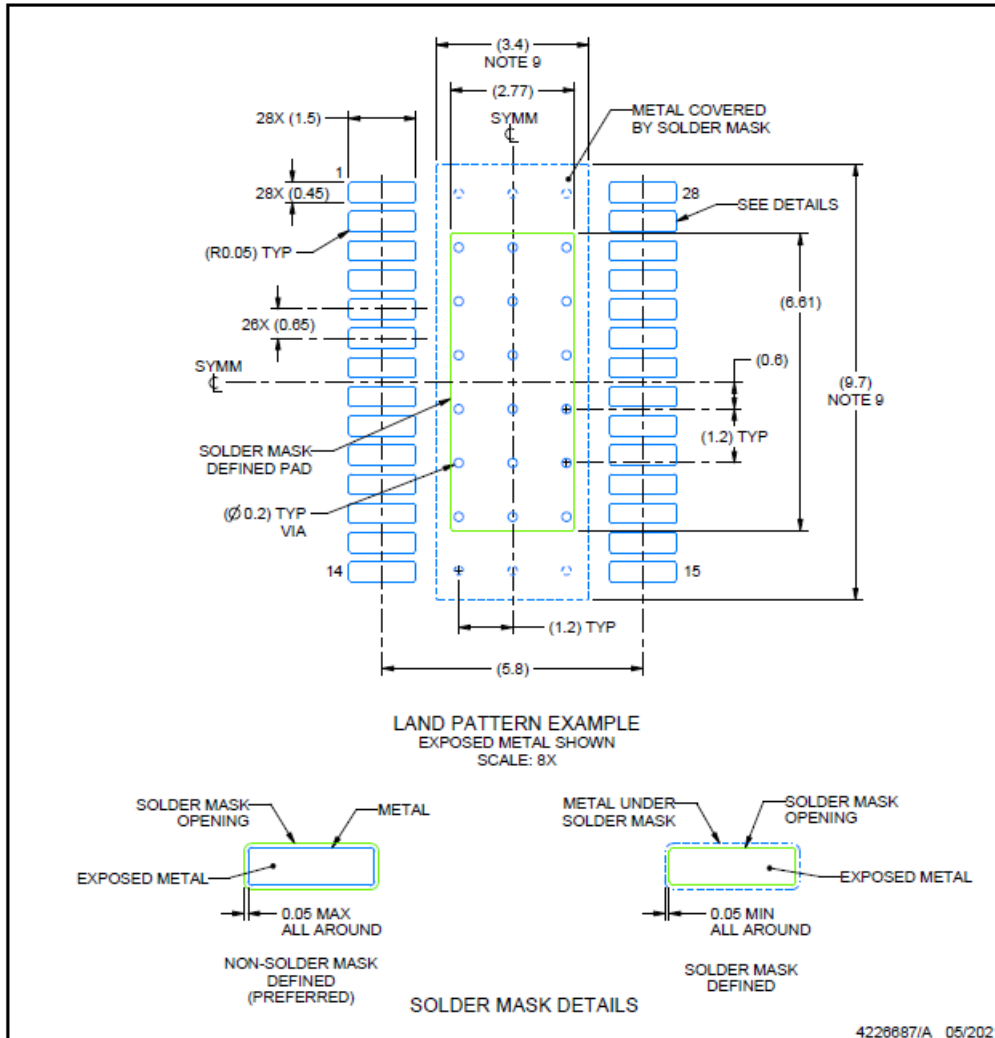 (3.4)
NOTE 9
(2.77)
SYMM
℄
METAL COVERED
BY SOLDER MASK
28X (1.5)
1
28X (0.45)
28
SEE DETAILS
(R0.05) TYP
(6.61)
26X (0.65)
(0.6)
SYMM
℄
(9.7)
NOTE 9
(1.2) TYP
SOLDER MASK
DEFINED PAD
(Ø 0.2) TYP
VIA
14
15
(1.2) TYP
(5.8)
LAND PATTERN EXAMPLE
EXPOSED METAL SHOWN
SCALE: 8X
SOLDER MASK
OPENING
METAL
EXPOSED METAL
0.05 MAX
ALL AROUND
NON-SOLDER MASK
DEFINED
(PREFERRED)
METAL UNDER
SOLDER MASK
SOLDER MASK
OPENING
EXPOSED METAL
0.05 MIN
ALL AROUND
SOLDER MASK
DEFINED
SOLDER MASK DETAILS
4226687/A 05/202